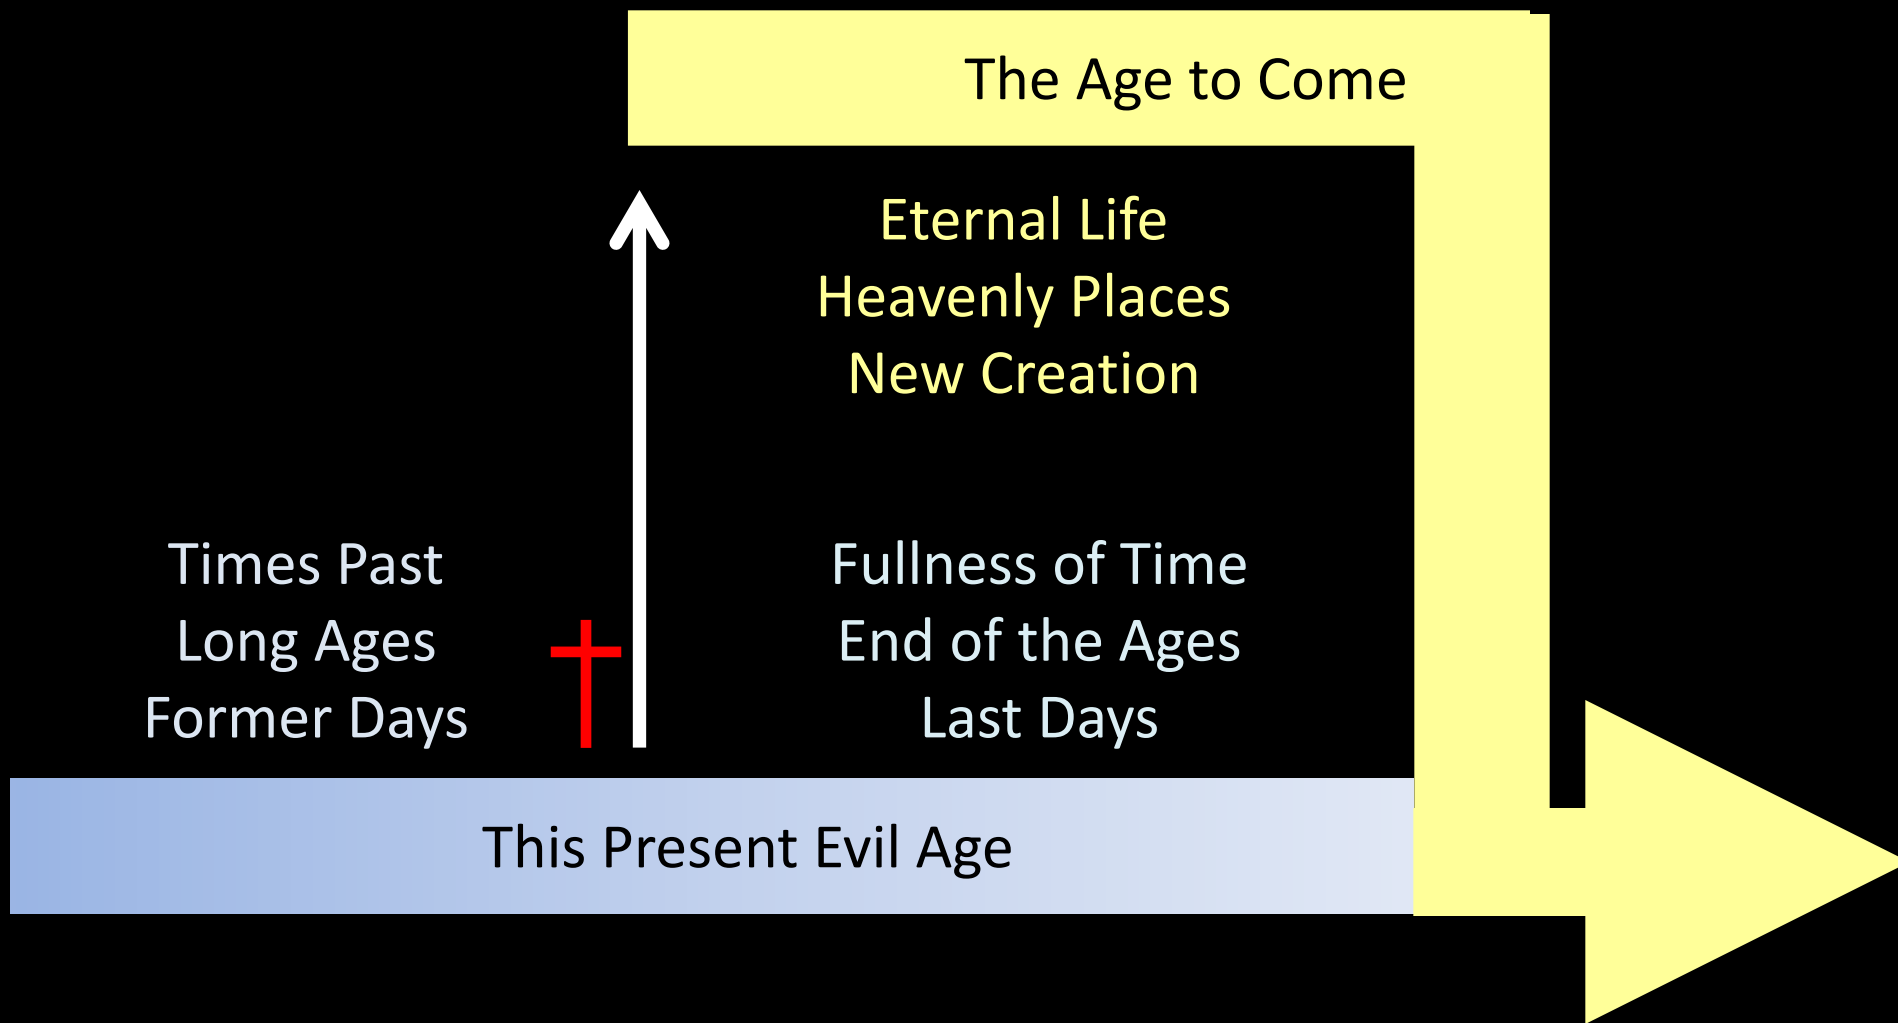 The Age to Come
Eternal Life
Heavenly Places
New Creation
Times Past
Long Ages
Former Days
Fullness of Time
End of the Ages
Last Days
This Present Evil Age